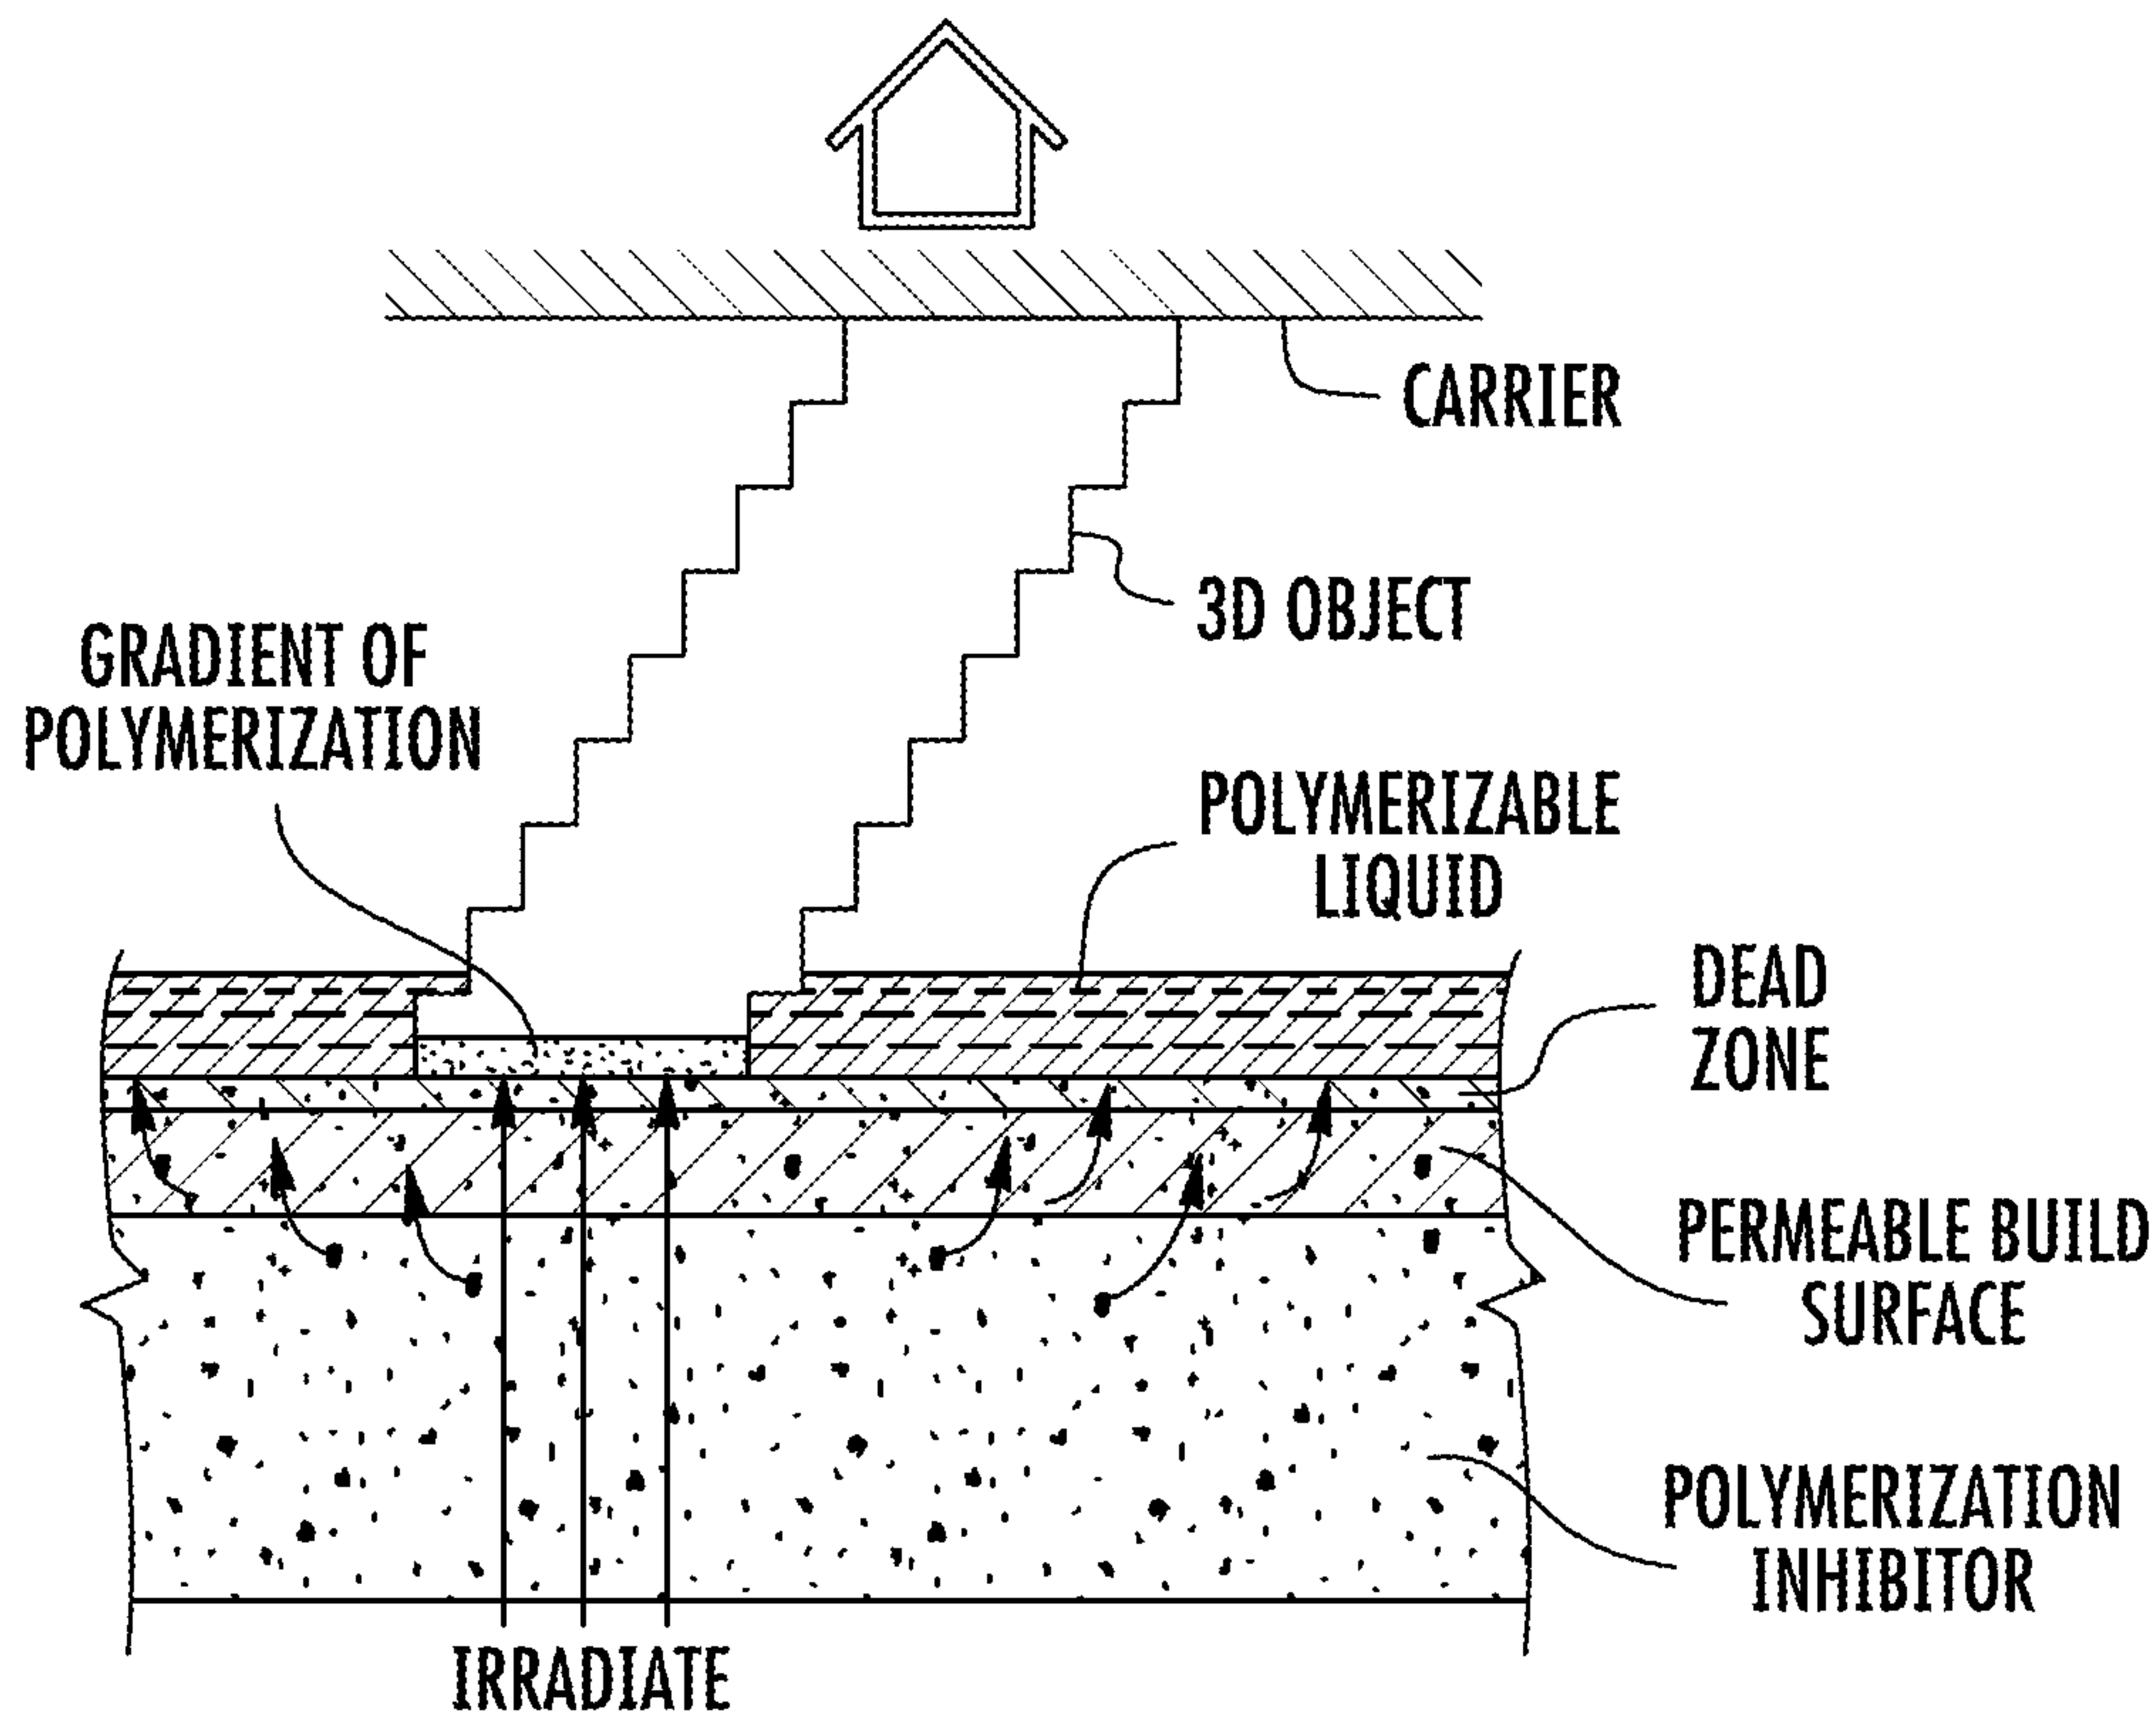 CARRIER
3D OBJECT
GRADIENT OF
POLYMERIZATION
POLYMERIZABLE
LIQUID
DEAD
ZONE
PERMEABLE BUILD
SURFACE
POLYMERIZATION
INHIBITOR
IRRADIATE